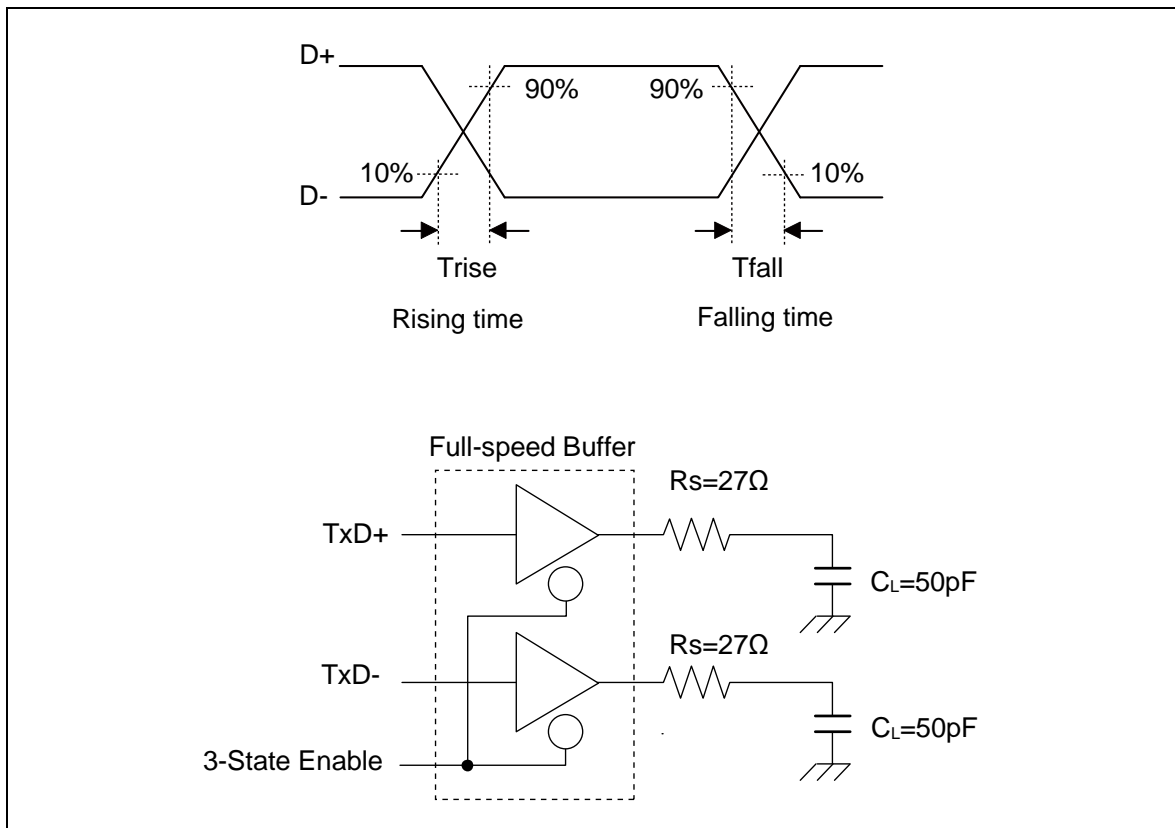 D+
90% 90%
10% 10%
D-
Trise Tfall
Rising time Falling time
Full-speed Buffer
Rs=27Ω
TxD+
CL=50pF
Rs=27Ω
TxD-
CL=50pF
3-State Enable